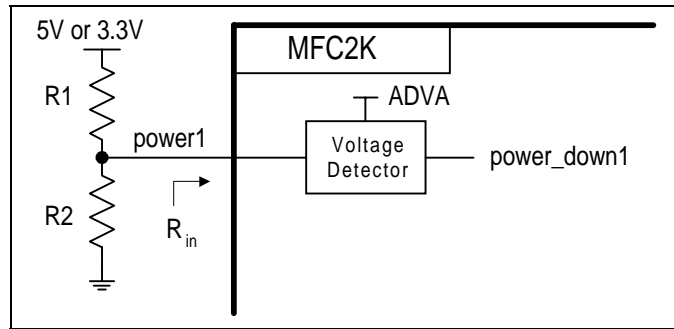 5V or 3.3V
MFC2K
R1
ADVA
power1
Voltage
Detector
power_down1
R2
R in